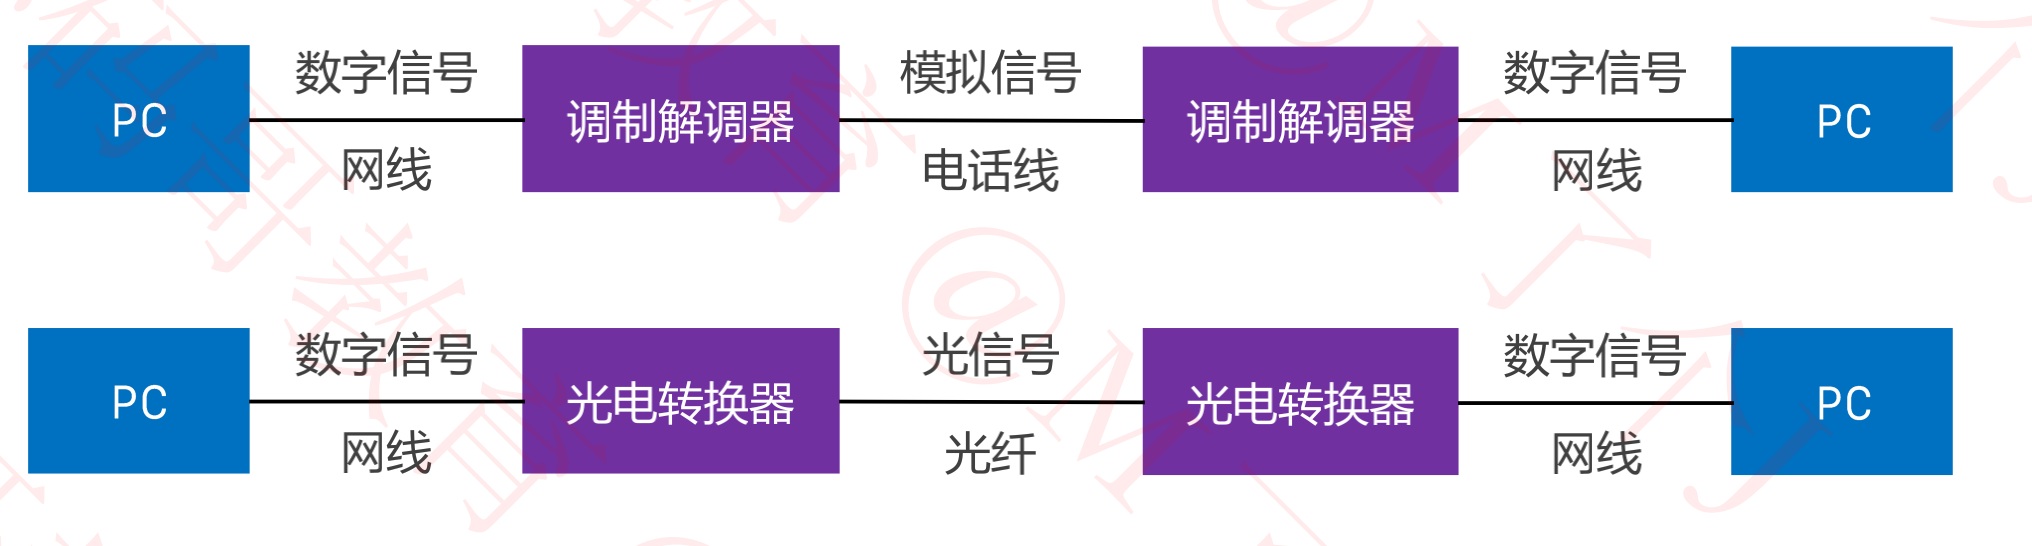 数字信号 模拟信号 数字信号
PC 调制解调器 调制解调器 PC
网线 电话线 网线
数字信号 光信号 数字信号
PC 光电转换器 光电转换器 PC
网线 光纤 网线